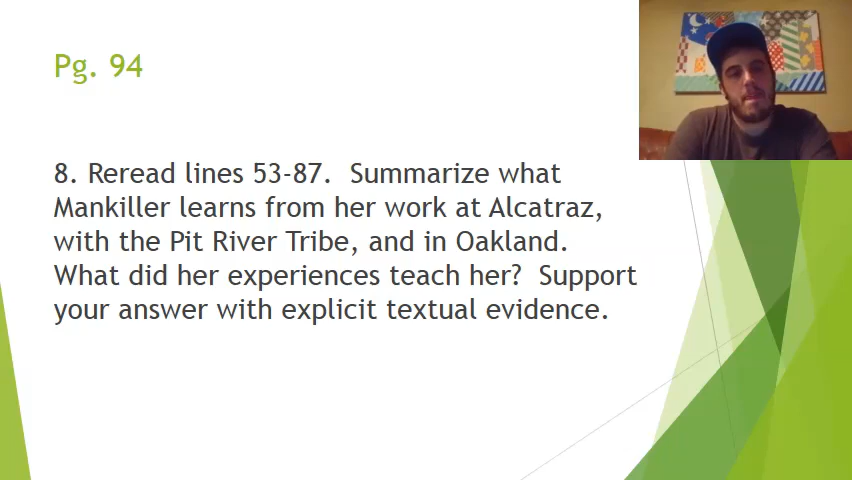 Pg. 94
8. Reread lines 53-87. Summarize what
Mankiller learns from her work at Alcatraz,
with the Pit River Tribe, and in Oakland.
What did her experiences teach her? Support
your answer with explicit textual evidence.